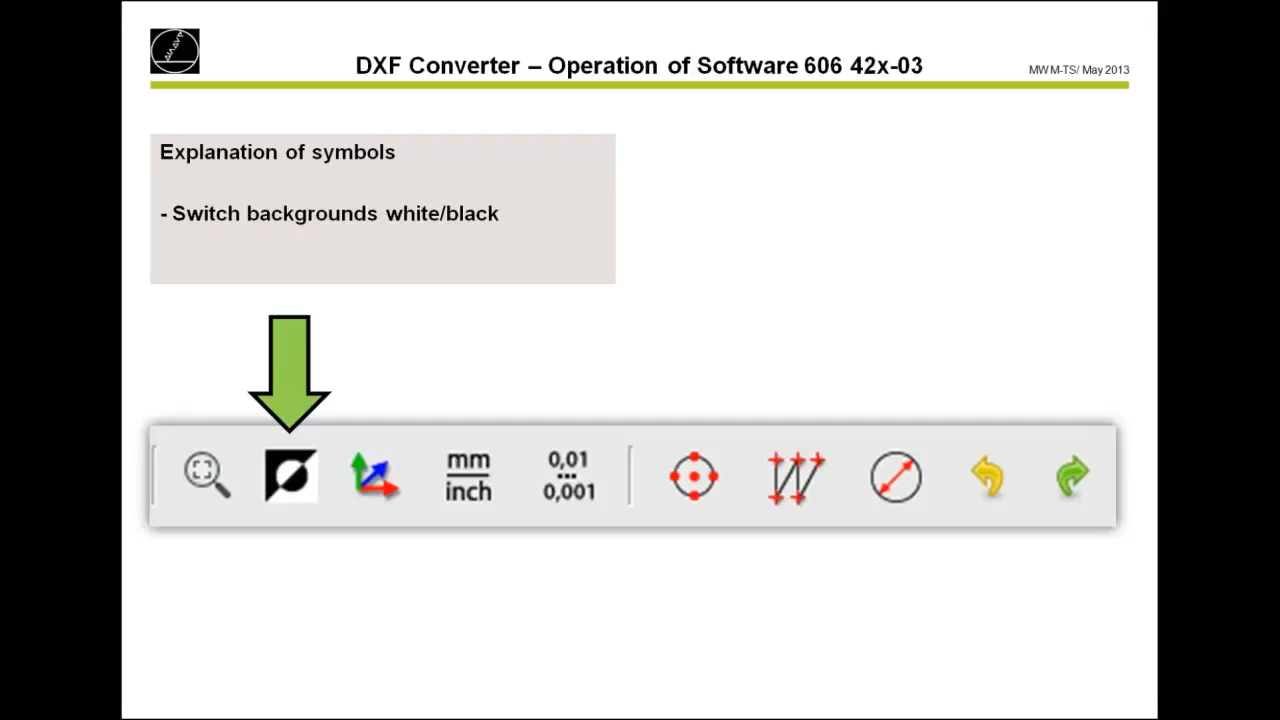 DXF Converter – Operation of Software 606 42x-03
MW M-TS/ May 2013
Explanation of symbols
- Switch backgrounds white/black
mm
inch
0,01
...
0,001